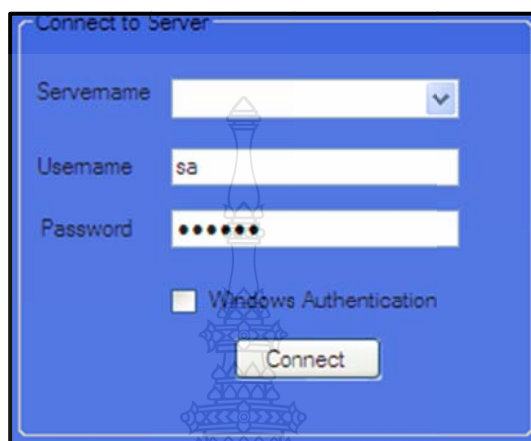 Connect to Server
Servername
Username sa
Password ••••••
Windows Authentication
Connect